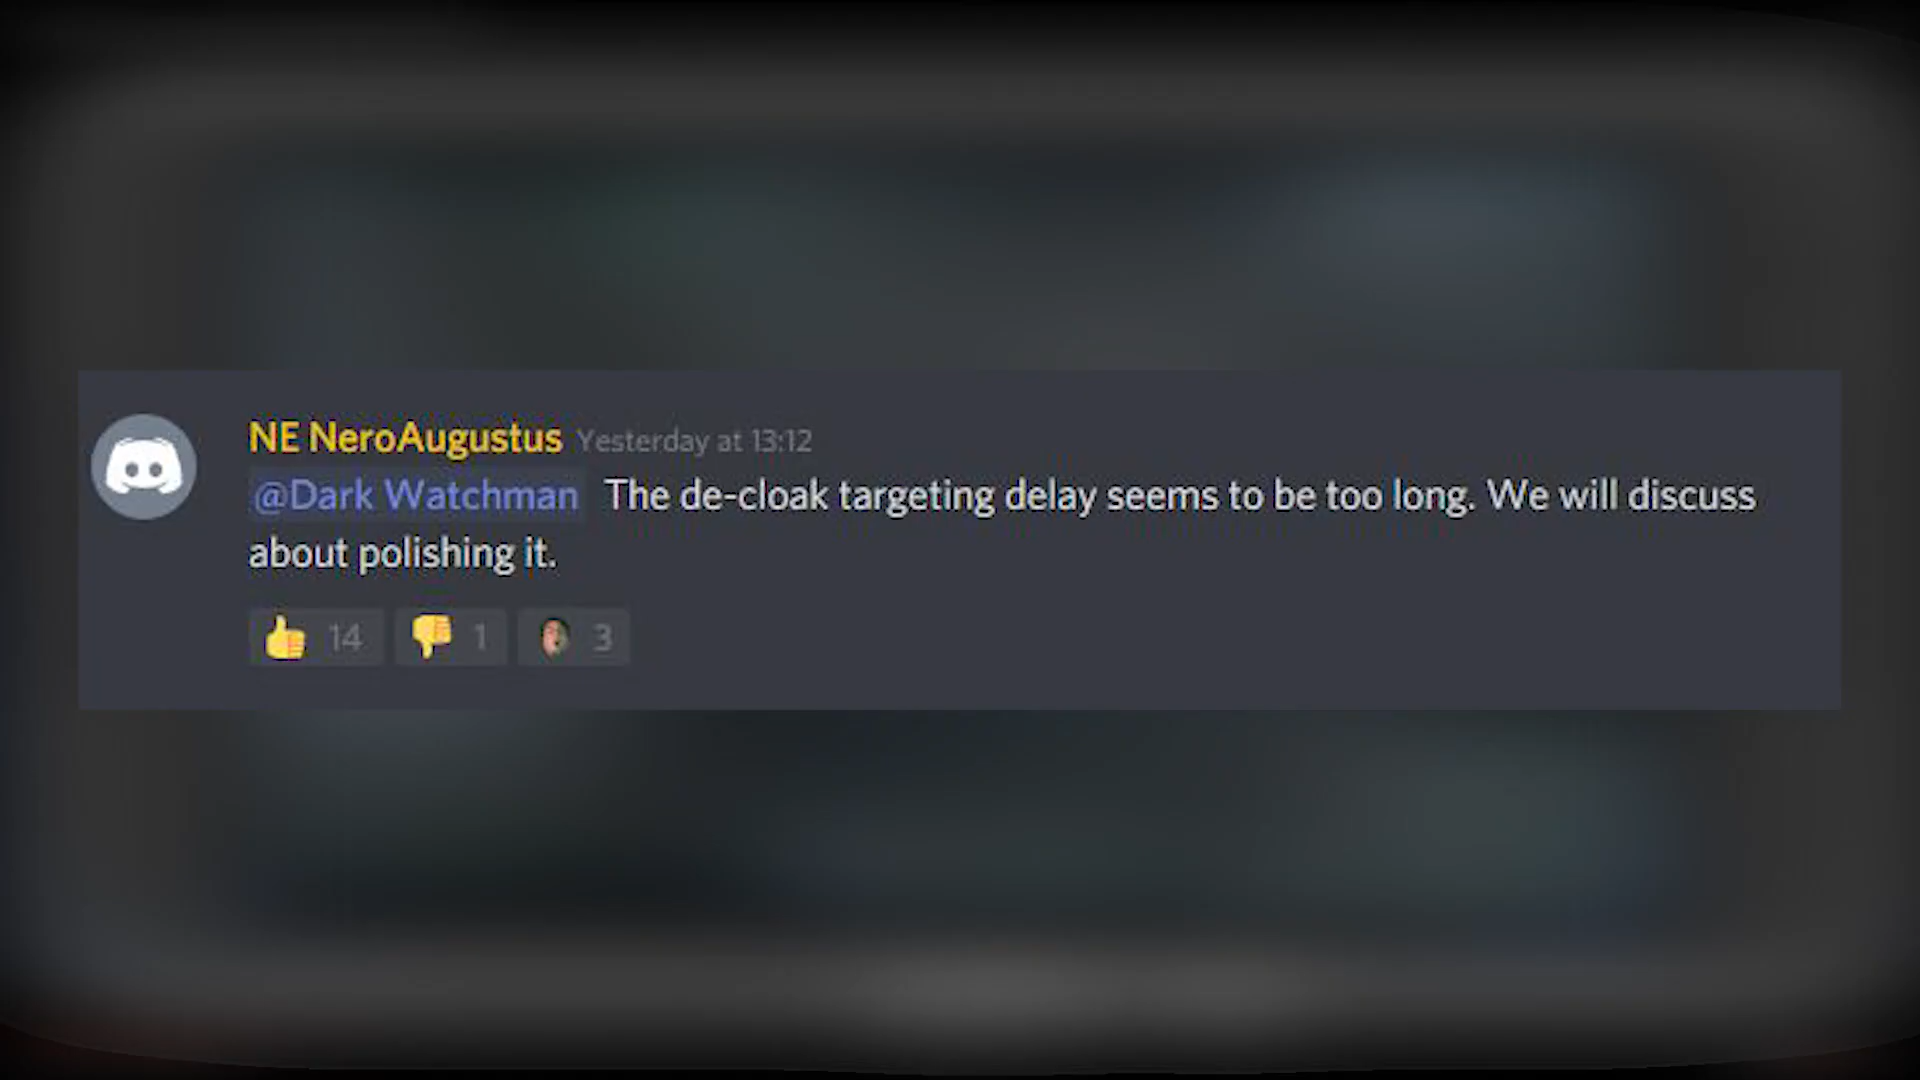 NE NeroAugustus Yesterday at 13:12
@Dark Watchman The de-cloak targeting delay seems to be too long. We will discuss
about polishing it.
14 1 3